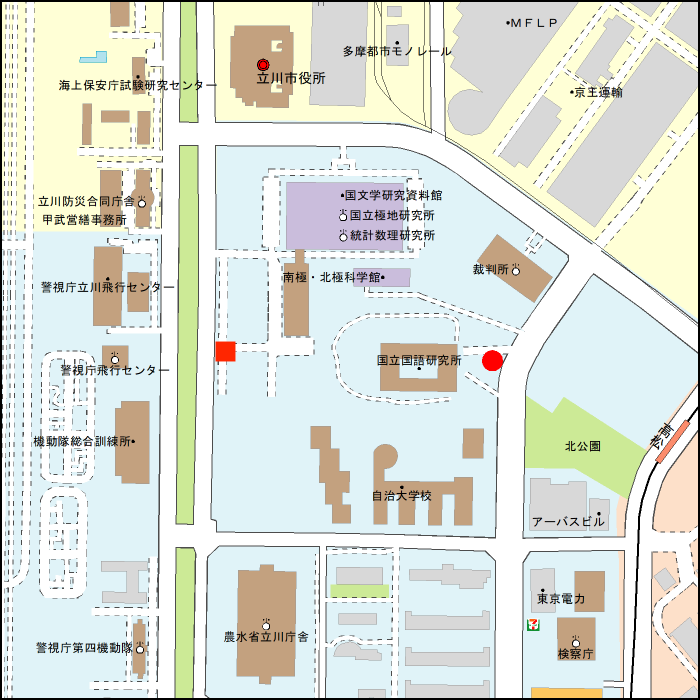 ・MFLP
多摩都市モノレール
立川市役所
海上保安庁試験研究センター
・京王運輸
・国文学研究資料館
立川防災合同庁舎
国立極地研究所
甲武営繕事務所
統計数理研究所
裁判所
南極・北極科学館・
警視庁立川飛行センター
国立国語研究所
警視庁飛行センター
高松
機動隊総合訓練所・
北公園
自治大学校
アーバスビル
東京電力
農水省立川庁舎
警視庁第四機動隊
検察庁